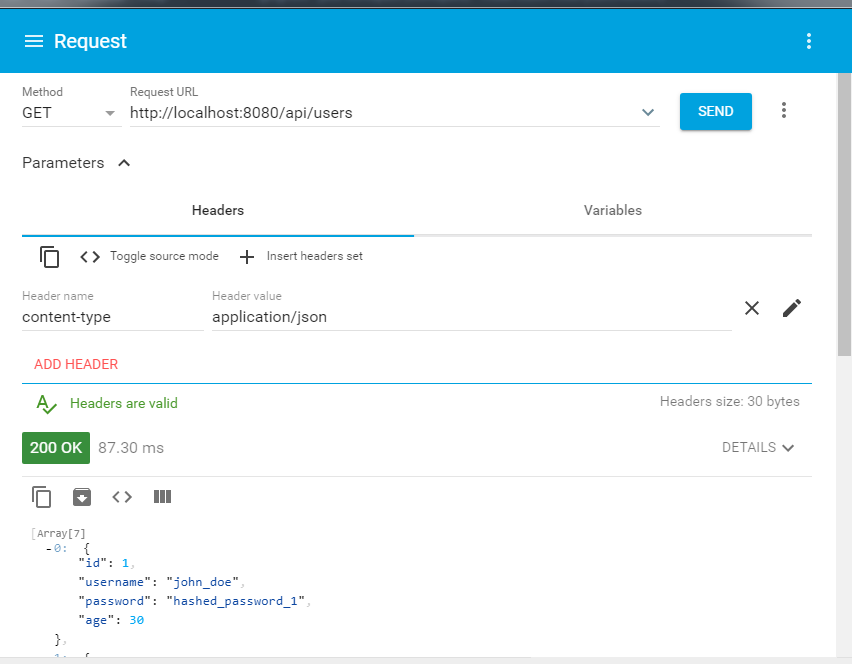 Request
Method
Request URL
GET
http://localhost:8080/api/users
SEND
Parameters
Headers
Variables
Toggle source mode
Insert headers set
Header name
Header value
content-type
application/json
ADD HEADER
Headers are valid
Headers size: 30 bytes
200 OK
87.30 ms
DETAILS
[Array[7]
-0: {
"id": 1,
"username": "john_doe",
"password": "hashed_password_1",
"age": 30
},